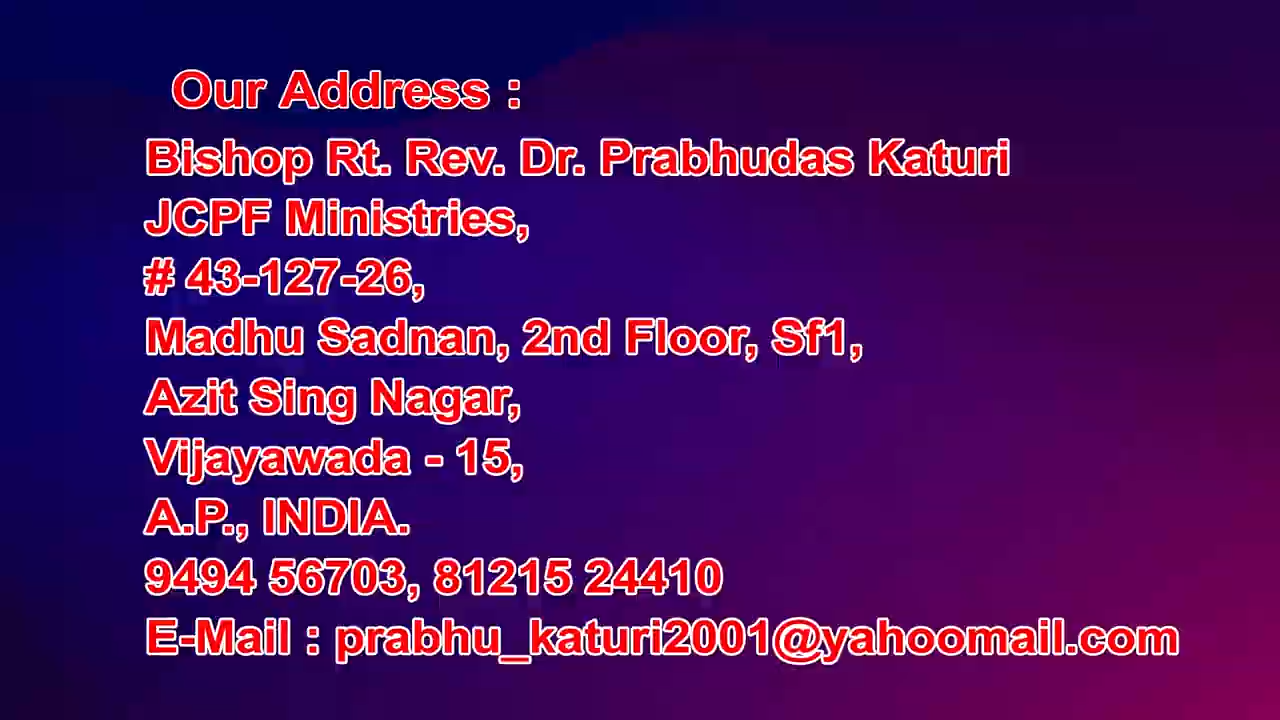 Our Address :
Bishop Rt. Rev. Dr. Prabhudas Katuri
JCPF Ministries,
# 43-127-26,
Madhu Sadnan, 2nd Floor, Sf1,
Azit Sing Nagar,
Vijayawada - 15,
A.P., INDIA.
9494 56703, 81215 24410
E-Mail : prabhu_katuri2001@yahoomail.com